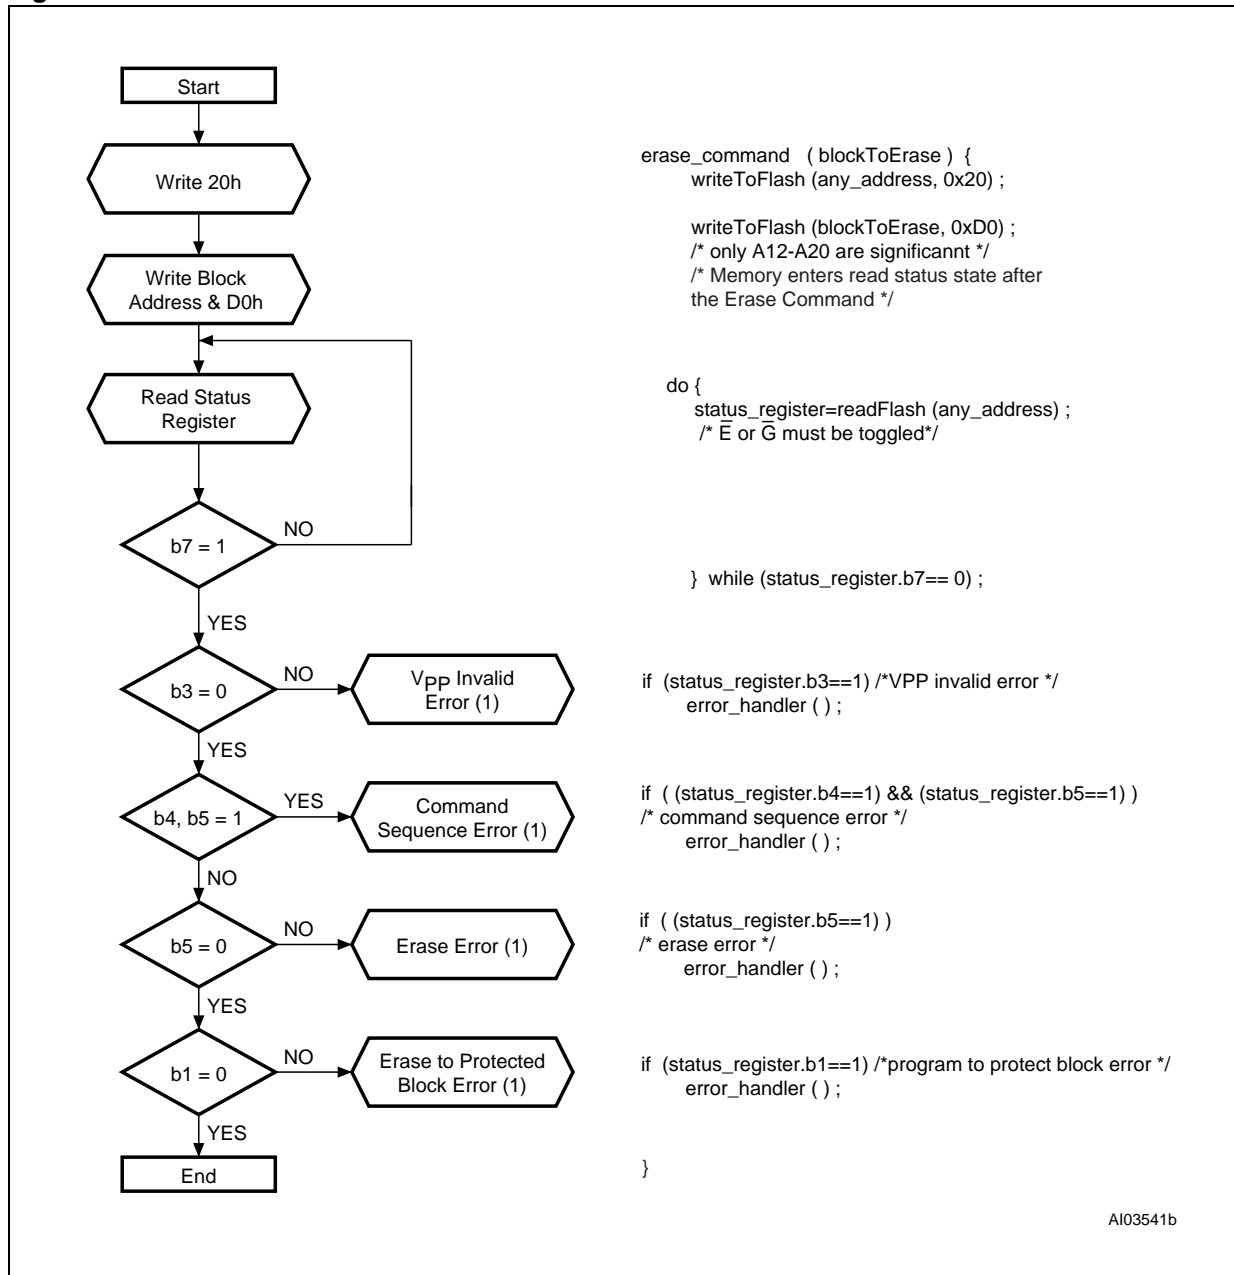 Start
Write 20h
Write Block
Address & D0h
Read Status
Register
b7 = 1
NO
YES
b3 = 0
NO
VPP Invalid
Error (1)
YES
b4, b5 = 1
YES
Command
Sequence Error (1)
NO
b5 = 0
NO
Erase Error (1)
YES
b1 = 0
NO
Erase to Protected
Block Error (1)
YES
End
erase_command ( blockToErase ) {
writeToFlash (any_address, 0x20) ;
writeToFlash (blockToErase, 0xD0) ;
/* only A12-A20 are significannt */
/* Memory enters read status state after
the Erase Command */
do {
status_register=readFlash (any_address) ;
/* E̅ or G̅ must be toggled*/
} while (status_register.b7== 0) ;
if (status_register.b3==1) /*VPP invalid error */
error_handler ( ) ;
if ( (status_register.b4==1) && (status_register.b5==1) )
/* command sequence error */
error_handler ( ) ;
if ( (status_register.b5==1) )
/* erase error */
error_handler ( ) ;
if (status_register.b1==1) /*program to protect block error */
error_handler ( ) ;
}
AI03541b